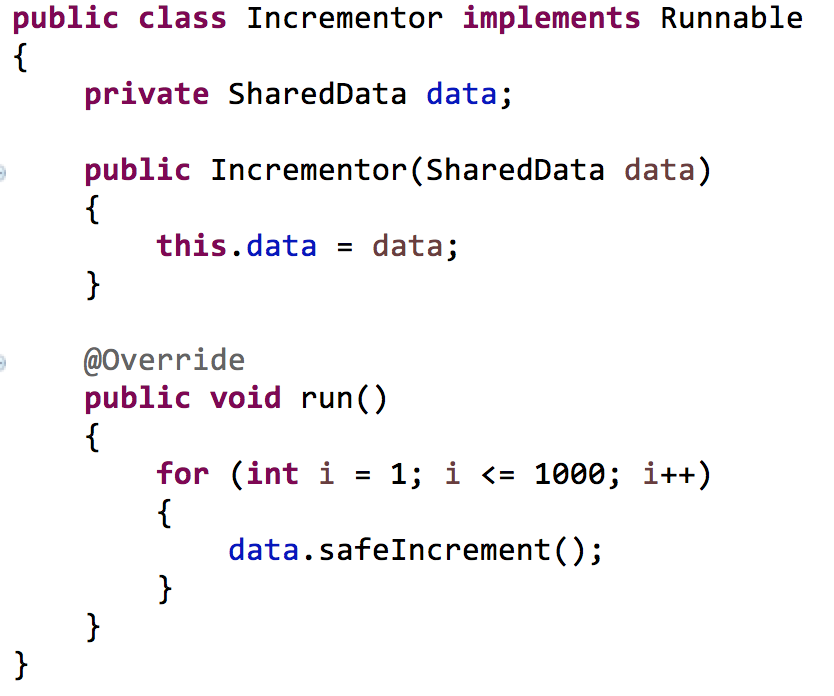 public class Incrementor implements Runnable
{
    private SharedData data;

    public Incrementor(SharedData data)
    {
        this.data = data;
    }

    @Override
    public void run()
    {
        for (int i = 1; i <= 1000; i++)
        {
            data.safeIncrement();
        }
    }
}